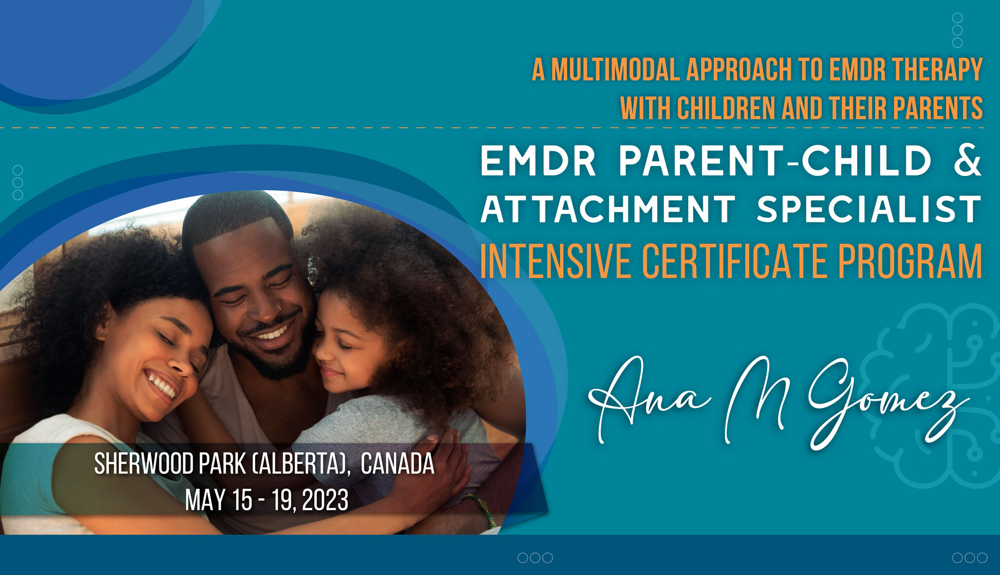 A MULTIMODAL APPROACH TO EMDR THERAPY
WITH CHILDREN AND THEIR PARENTS
EMDR PARENT-CHILD &
ATTACHMENT SPECIALIST
INTENSIVE CERTIFICATE PROGRAM
Ana M Gomez
SHERWOOD PARK (ALBERTA), CANADA
MAY 15 - 19, 2023